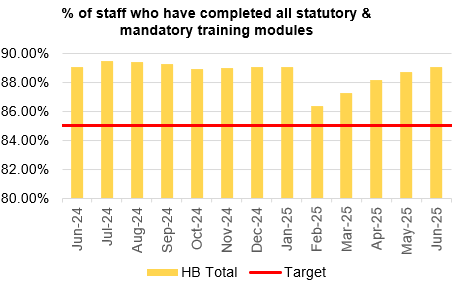 % of staff who have completed all statutory &
mandatory training modules
90.00%
88.00%
86.00%
84.00%
82.00%
80.00%
Jun-24
Jul-24
Aug-24
Sep-24
Oct-24
Nov-24
Dec-24
Jan-25
Feb-25
Mar-25
Apr-25
May-25
Jun-25
HB Total
Target